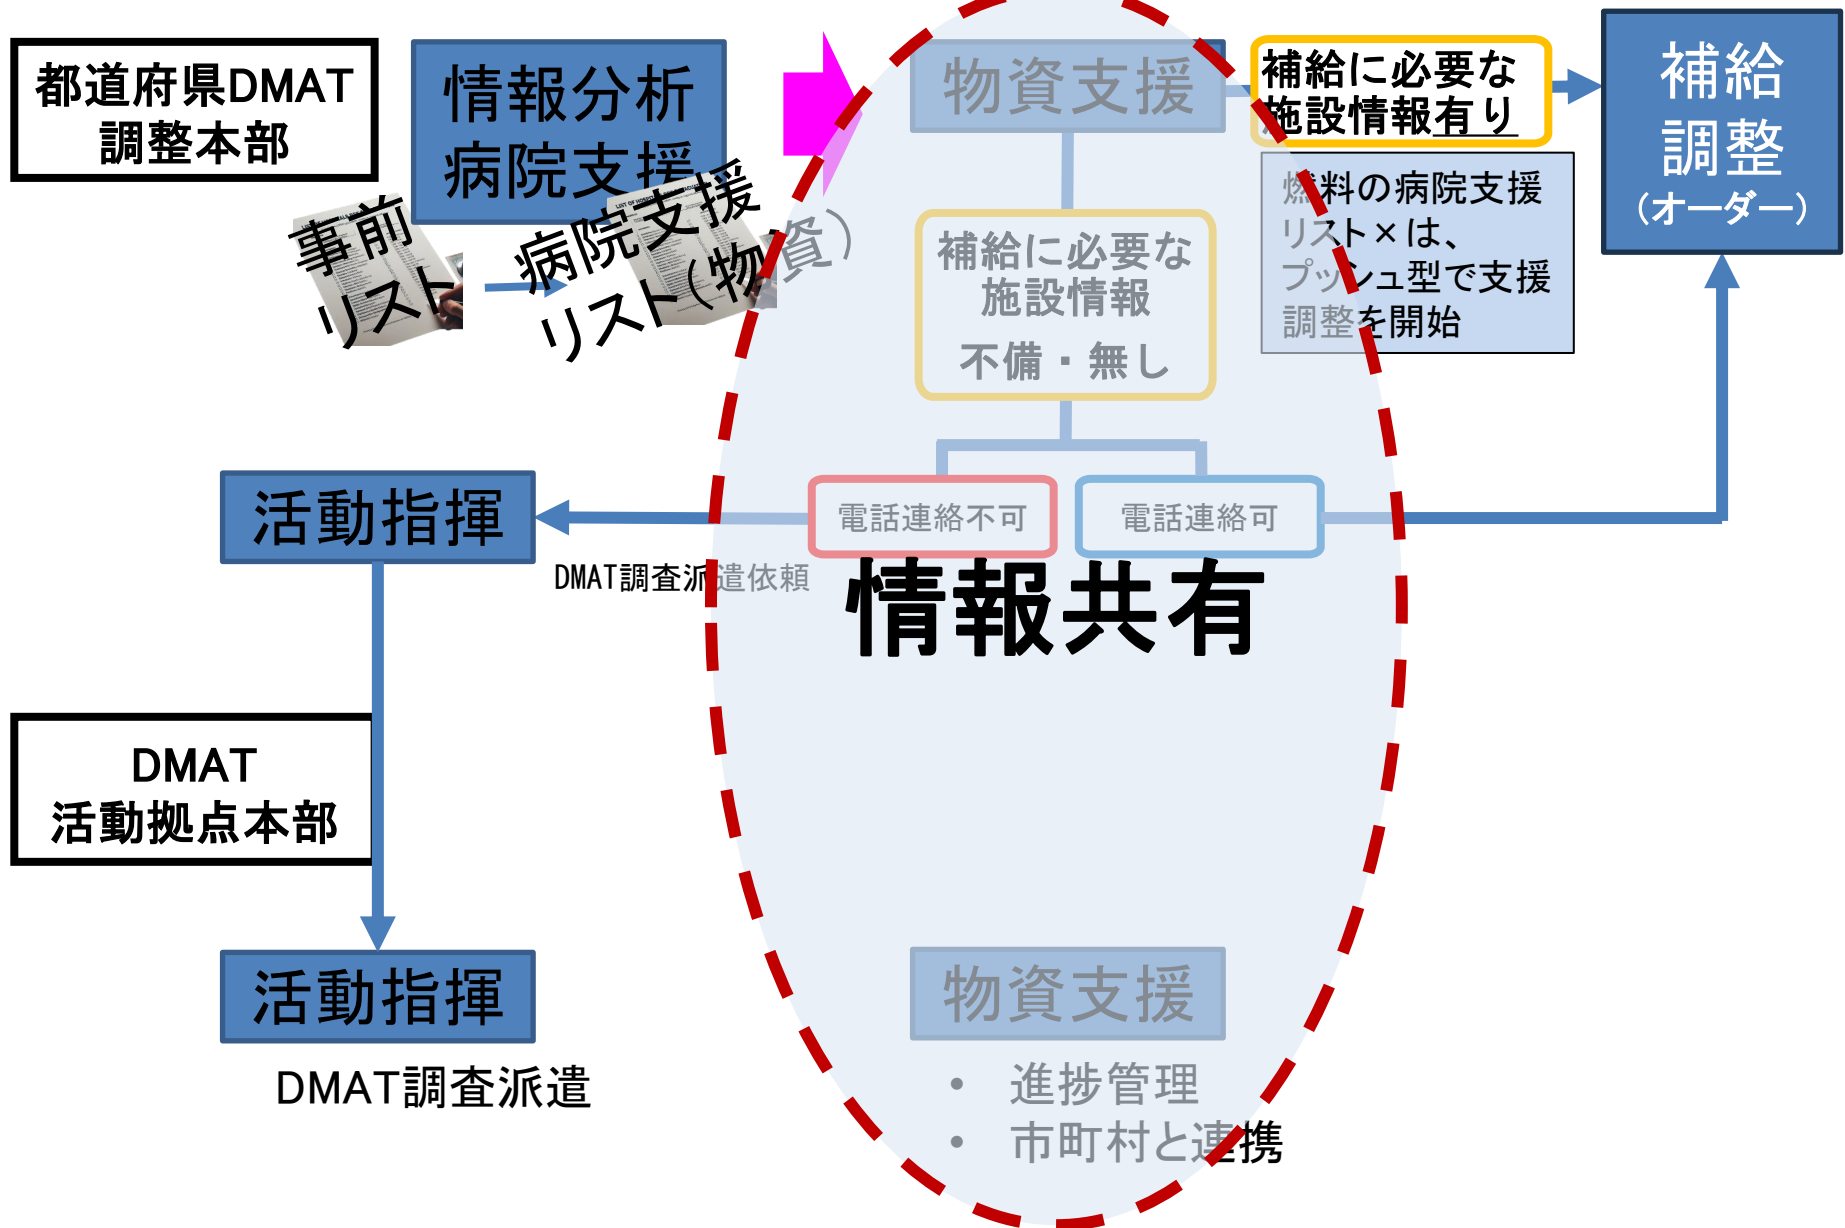 都道府県DMAT
調整本部
情報分析
病院支援
物資支援
補給に必要な
施設情報有り
補給
調整
（オーダー）
事前
リスト
病院支援
リスト（物資）
燃料の病院支援
リスト×は、
プッシュ型で支援
調整を開始
補給に必要な
施設情報
不備・無し
活動指揮
電話連絡不可
電話連絡可
DMAT調査派遣依頼
情報共有
DMAT
活動拠点本部
活動指揮
DMAT調査派遣
物資支援
• 進捗管理
• 市町村と連携